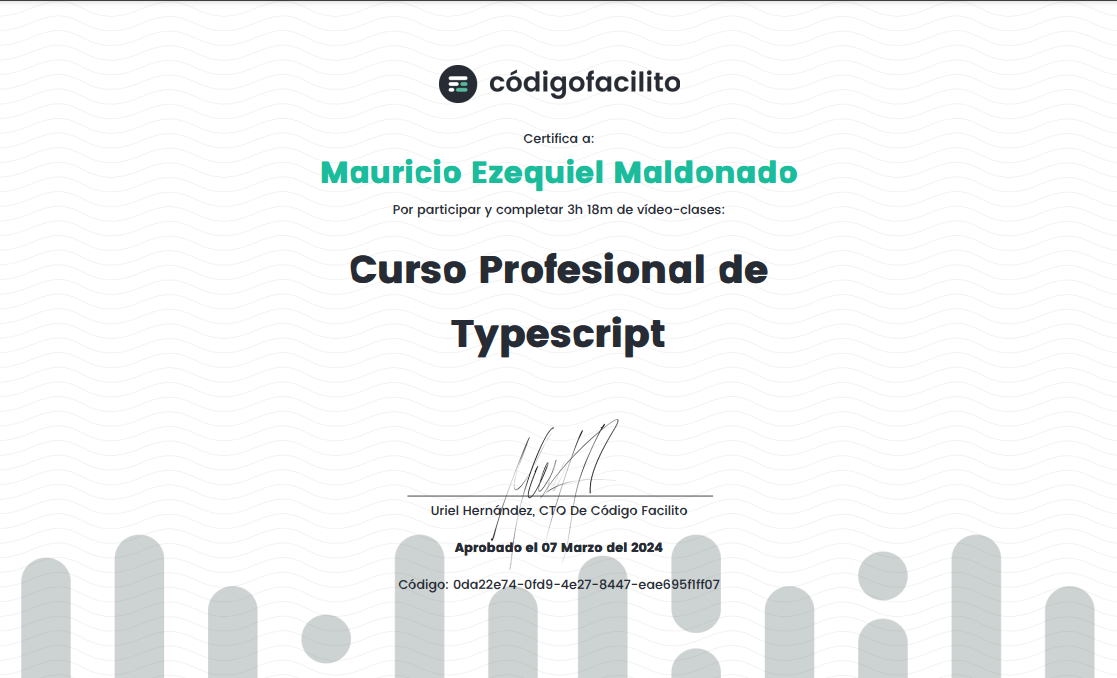 códigofacilito
Certifica a:
Mauricio Ezequiel Maldonado
Por participar y completar 3h 18m de vídeo-clases:
Curso Profesional de
Typescript
Uriel Hernández, CTO De Código Facilito
Aprobado el 07 Marzo del 2024
Código: 0da22e74-0fd9-4e27-8447-eae695f1ff07